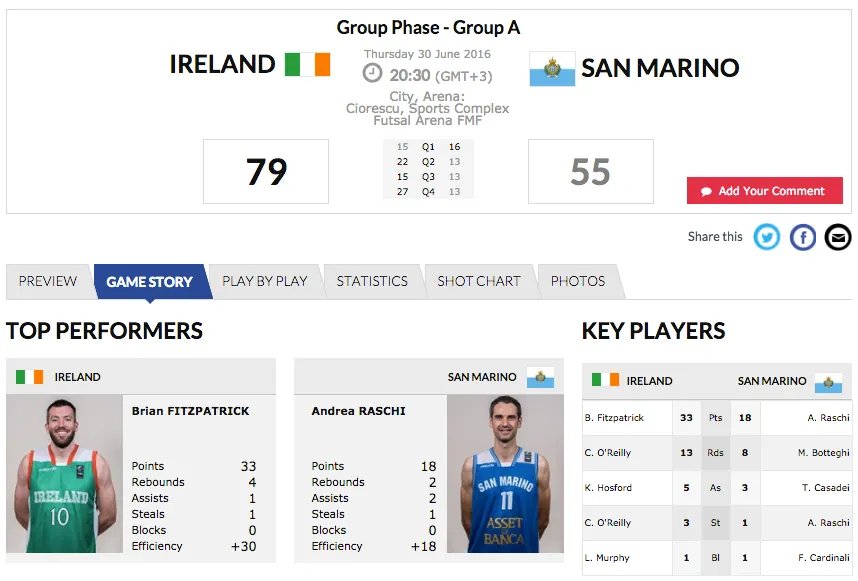 Group Phase - Group A
IRELAND
Thursday 30 June 2016
20:30 (GMT+3)
SAN MARINO
City, Arena:
Ciorescu, Sports Complex
Futsal Arena FMF
79
15 Q1 16
22 Q2 13
15 Q3 13
27 Q4 13
55
Add Your Comment
Share this
PREVIEW GAME STORY PLAY BY PLAY STATISTICS SHOT CHART PHOTOS
TOP PERFORMERS
IRELAND
Brian FITZPATRICK
Points 33
Rebounds 4
Assists 1
Steals 1
Blocks 0
Efficiency +30
IRELAND
10
SAN MARINO
Andrea RASCHI
Points 18
Rebounds 2
Assists 2
Steals 1
Blocks 0
Efficiency +18
SAN MARINO
11
ASSET
BANCA
KEY PLAYERS
IRELAND SAN MARINO
B. Fitzpatrick 33 Pts 18 A. Raschi
C. O'Reilly 13 Rds 8 M. Botteghi
K. Hosford 5 As 3 T. Casadei
C. O'Reilly 3 St 1 A. Raschi
L. Murphy 1 Bl 1 F. Cardinali